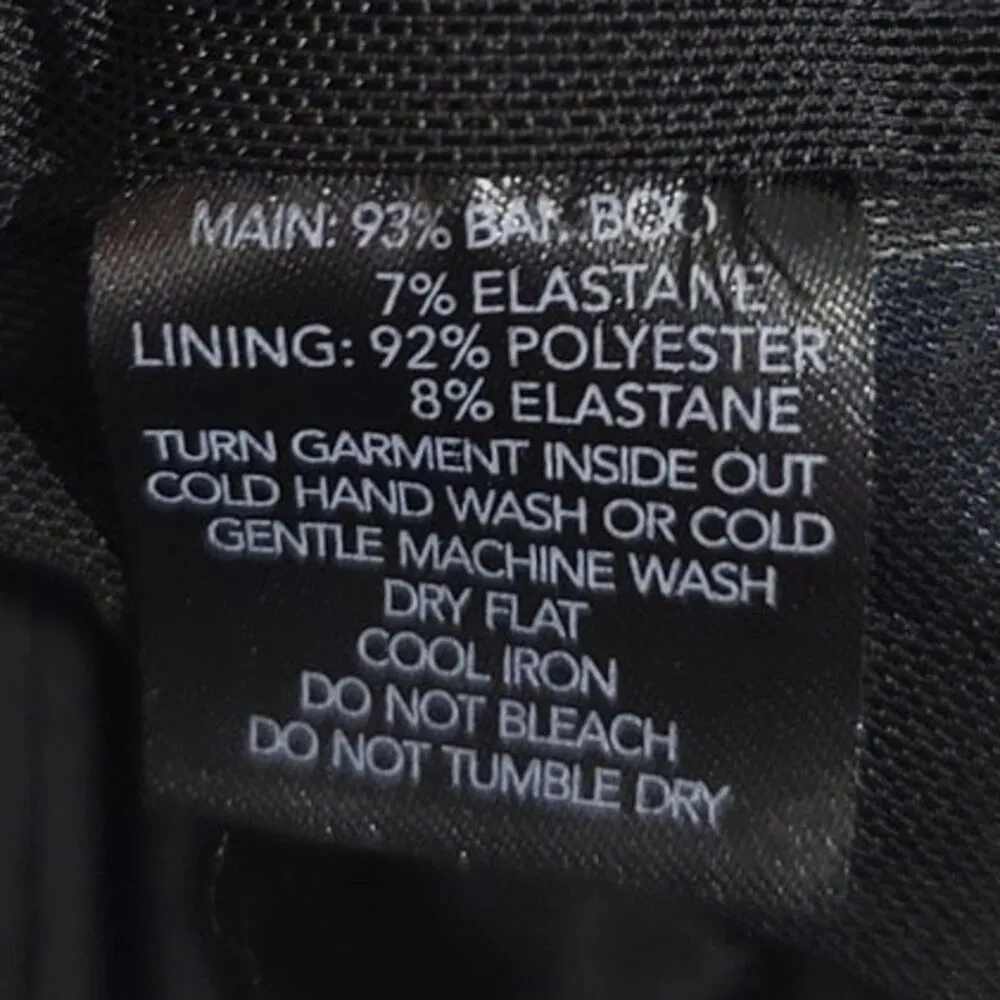 MAIN: 93% BAMBOO
7% ELASTANE
LINING: 92% POLYESTER
8% ELASTANE
TURN GARMENT INSIDE OUT
COLD HAND WASH OR COLD
GENTLE MACHINE WASH
DRY FLAT
COOL IRON
DO NOT BLEACH
DO NOT TUMBLE DRY